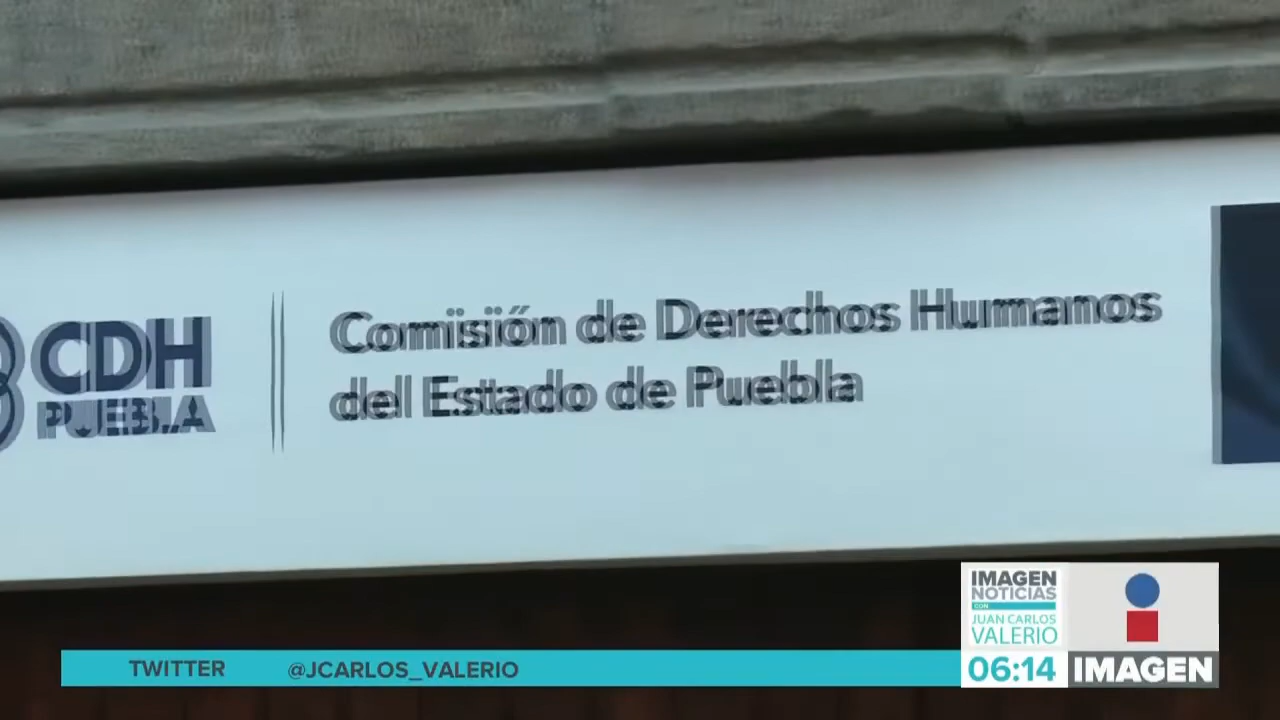 CDH
PUEBLA
Comisión de Derechos Humanos
del Estado de Puebla
IMAGEN
NOTICIAS
CON
JUAN CARLOS
VALERIO
TWITTER @JCARLOS_VALERIO
06:14 IMAGEN